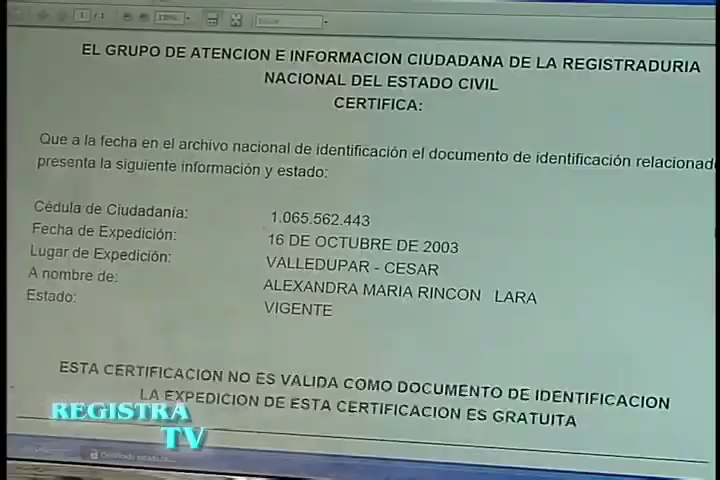 1 / 1
EL GRUPO DE ATENCION E INFORMACION CIUDADANA DE LA REGISTRADURIA
NACIONAL DEL ESTADO CIVIL
CERTIFICA:
Que a la fecha en el archivo nacional de identificación el documento de identificación relacionado
presenta la siguiente información y estado:
Cédula de Ciudadanía: 1.065.562.443
Fecha de Expedición: 16 DE OCTUBRE DE 2003
Lugar de Expedición: VALLEDUPAR - CESAR
A nombre de: ALEXANDRA MARIA RINCON LARA
Estado: VIGENTE
ESTA CERTIFICACION NO ES VALIDA COMO DOCUMENTO DE IDENTIFICACION
LA EXPEDICION DE ESTA CERTIFICACION ES GRATUITA
REGISTRA
TV